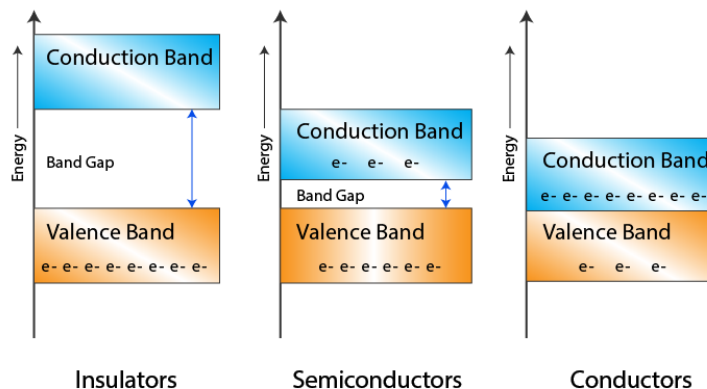 Energy
Conduction Band
Band Gap
Valence Band
e- e- e- e- e- e- e- e-
Insulators
Energy
Conduction Band
e- e- e-
Band Gap
Valence Band
e- e- e- e- e- e-
Semiconductors
Energy
Conduction Band
e- e- e- e- e- e- e- e-
Valence Band
e- e- e-
Conductors